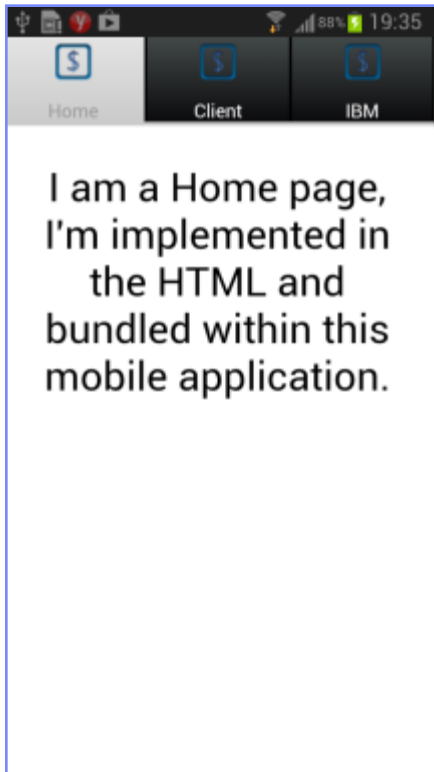 88% 19:35
$ $ $
Home Client IBM
I am a Home page,
I'm implemented in
the HTML and
bundled within this
mobile application.